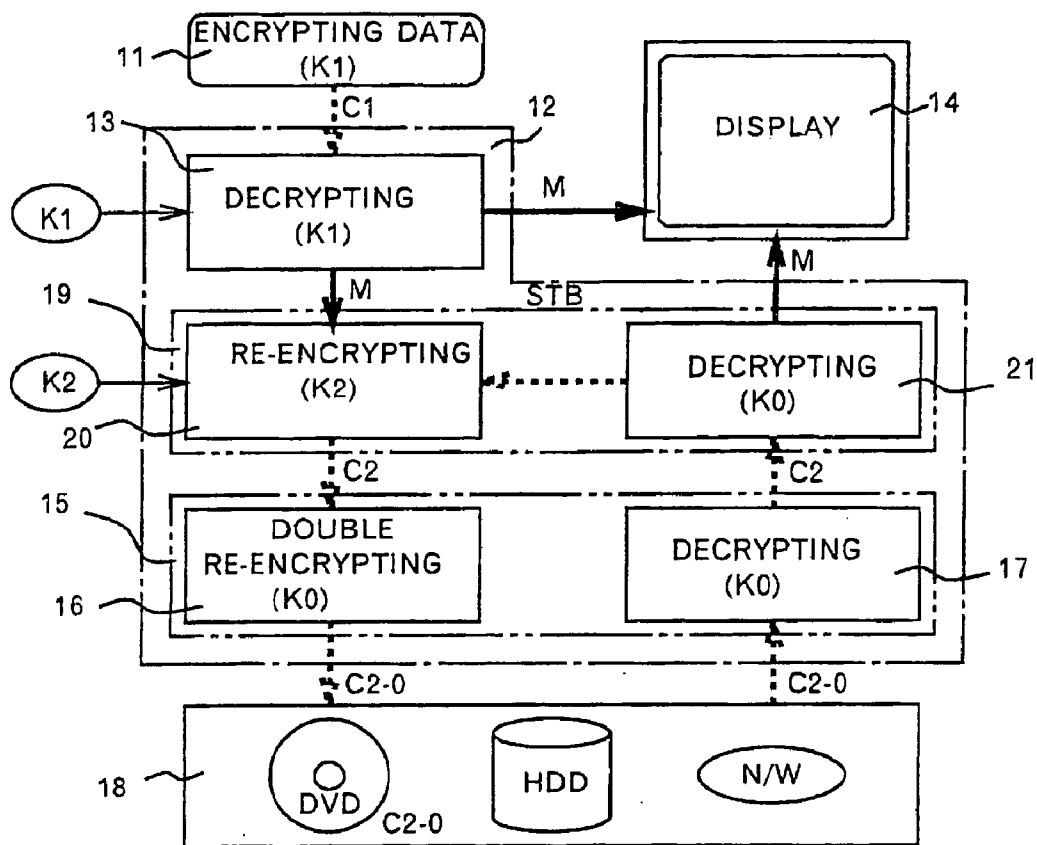 ENCRYPTING DATA
(K1)
11
C1
13
12
14
DISPLAY
K1
DECRYPTING
(K1)
M
M
M
STB
19
K2
RE-ENCRYPTING
(K2)
20
DECRYPTING
(K0)
21
C2
C2
15
DOUBLE
RE-ENCRYPTING
(K0)
16
DECRYPTING
(K0)
17
C2-0
C2-0
18
DVD
C2-0
HDD
N/W